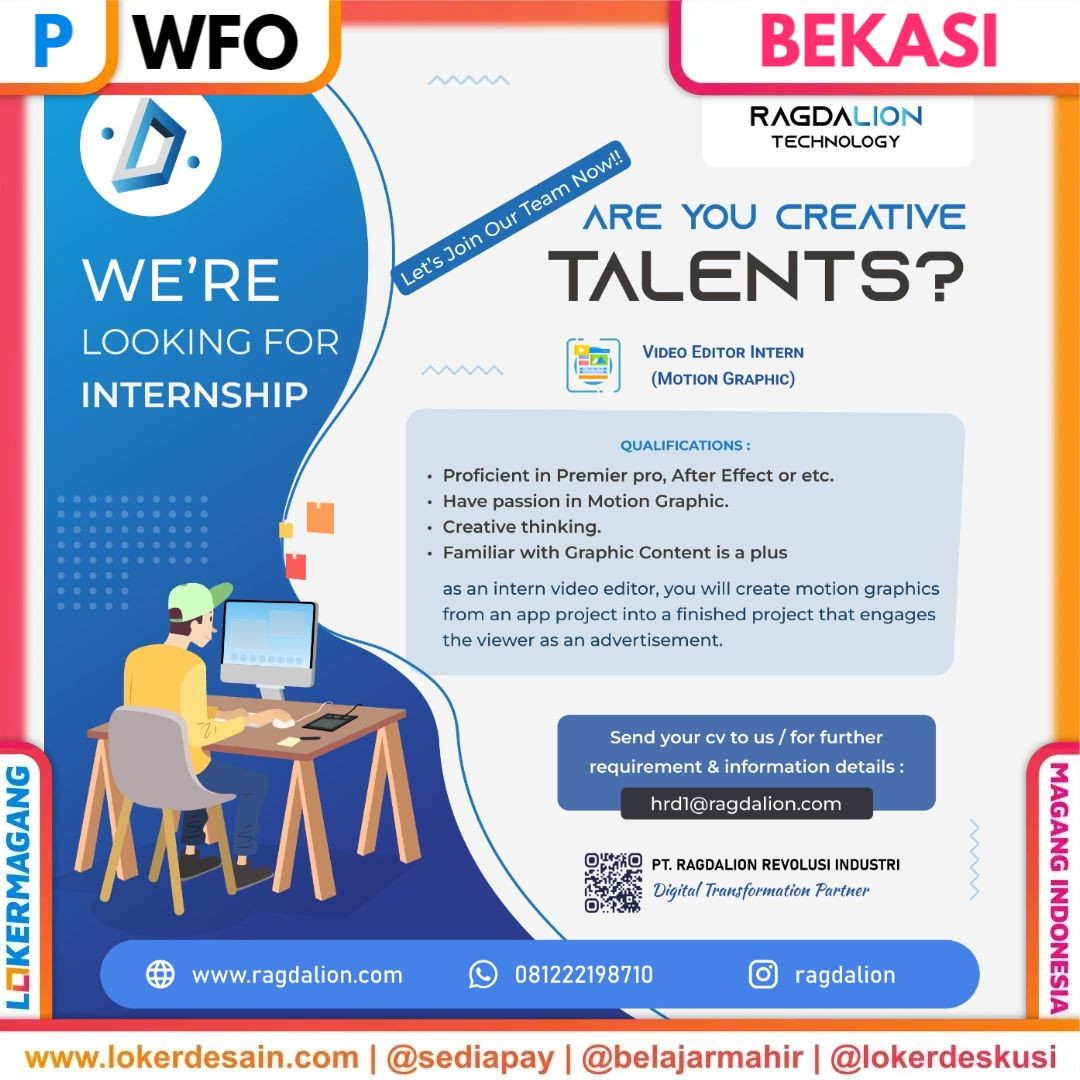 P
WFO
BEKASI
RAGDALION
TECHNOLOGY
Let's Join Our Team Now!!
ARE YOU CREATIVE
TALENTS?
WE'RE
LOOKING FOR
INTERNSHIP
VIDEO EDITOR INTERN
(MOTION GRAPHIC)
QUALIFICATIONS :
• Proficient in Premier pro, After Effect or etc.
• Have passion in Motion Graphic.
• Creative thinking.
• Familiar with Graphic Content is a plus
as an intern video editor, you will create motion graphics
from an app project into a finished project that engages
the viewer as an advertisement.
Send your cv to us / for further
requirement & information details :
hrd1@ragdalion.com
PT. RAGDALION REVOLUSI INDUSTRI
Digital Transformation Partner
LOKERMAGANG
MAGANG INDONESIA
www.ragdalion.com
081222198710
ragdalion
www.lokerdesain.com | @sediapay | @belajarmahir | @lokerdeskusi